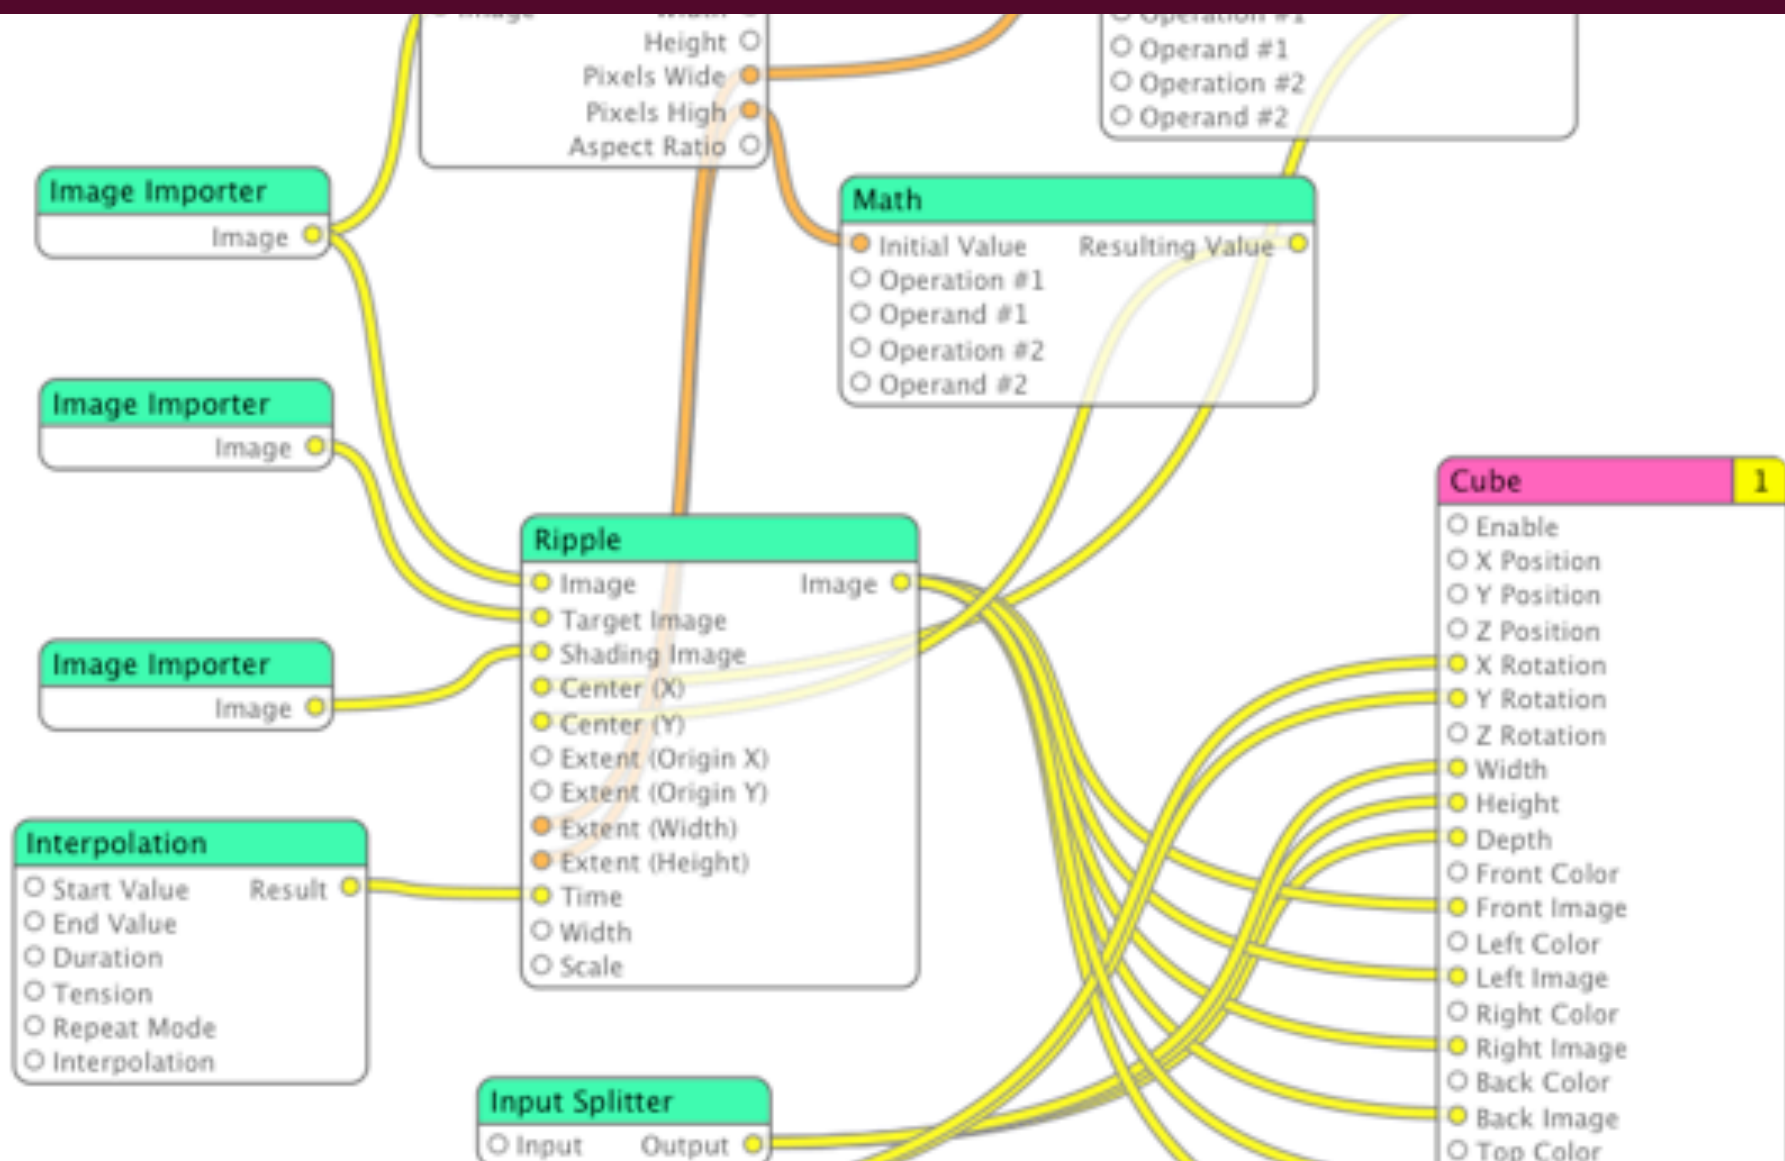 Image Width
Height
Pixels Wide
Pixels High
Aspect Ratio
Operation #1
Operand #1
Operation #2
Operand #2
Image Importer
Image
Math
Initial Value Resulting Value
Operation #1
Operand #1
Operation #2
Operand #2
Image Importer
Image
Ripple
Image Image
Target Image
Shading Image
Center (X)
Center (Y)
Extent (Origin X)
Extent (Origin Y)
Extent (Width)
Extent (Height)
Time
Width
Scale
Image Importer
Image
Interpolation
Start Value Result
End Value
Duration
Tension
Repeat Mode
Interpolation
Input Splitter
Input Output
Cube 1
Enable
X Position
Y Position
Z Position
X Rotation
Y Rotation
Z Rotation
Width
Height
Depth
Front Color
Front Image
Left Color
Left Image
Right Color
Right Image
Back Color
Back Image
Top Color